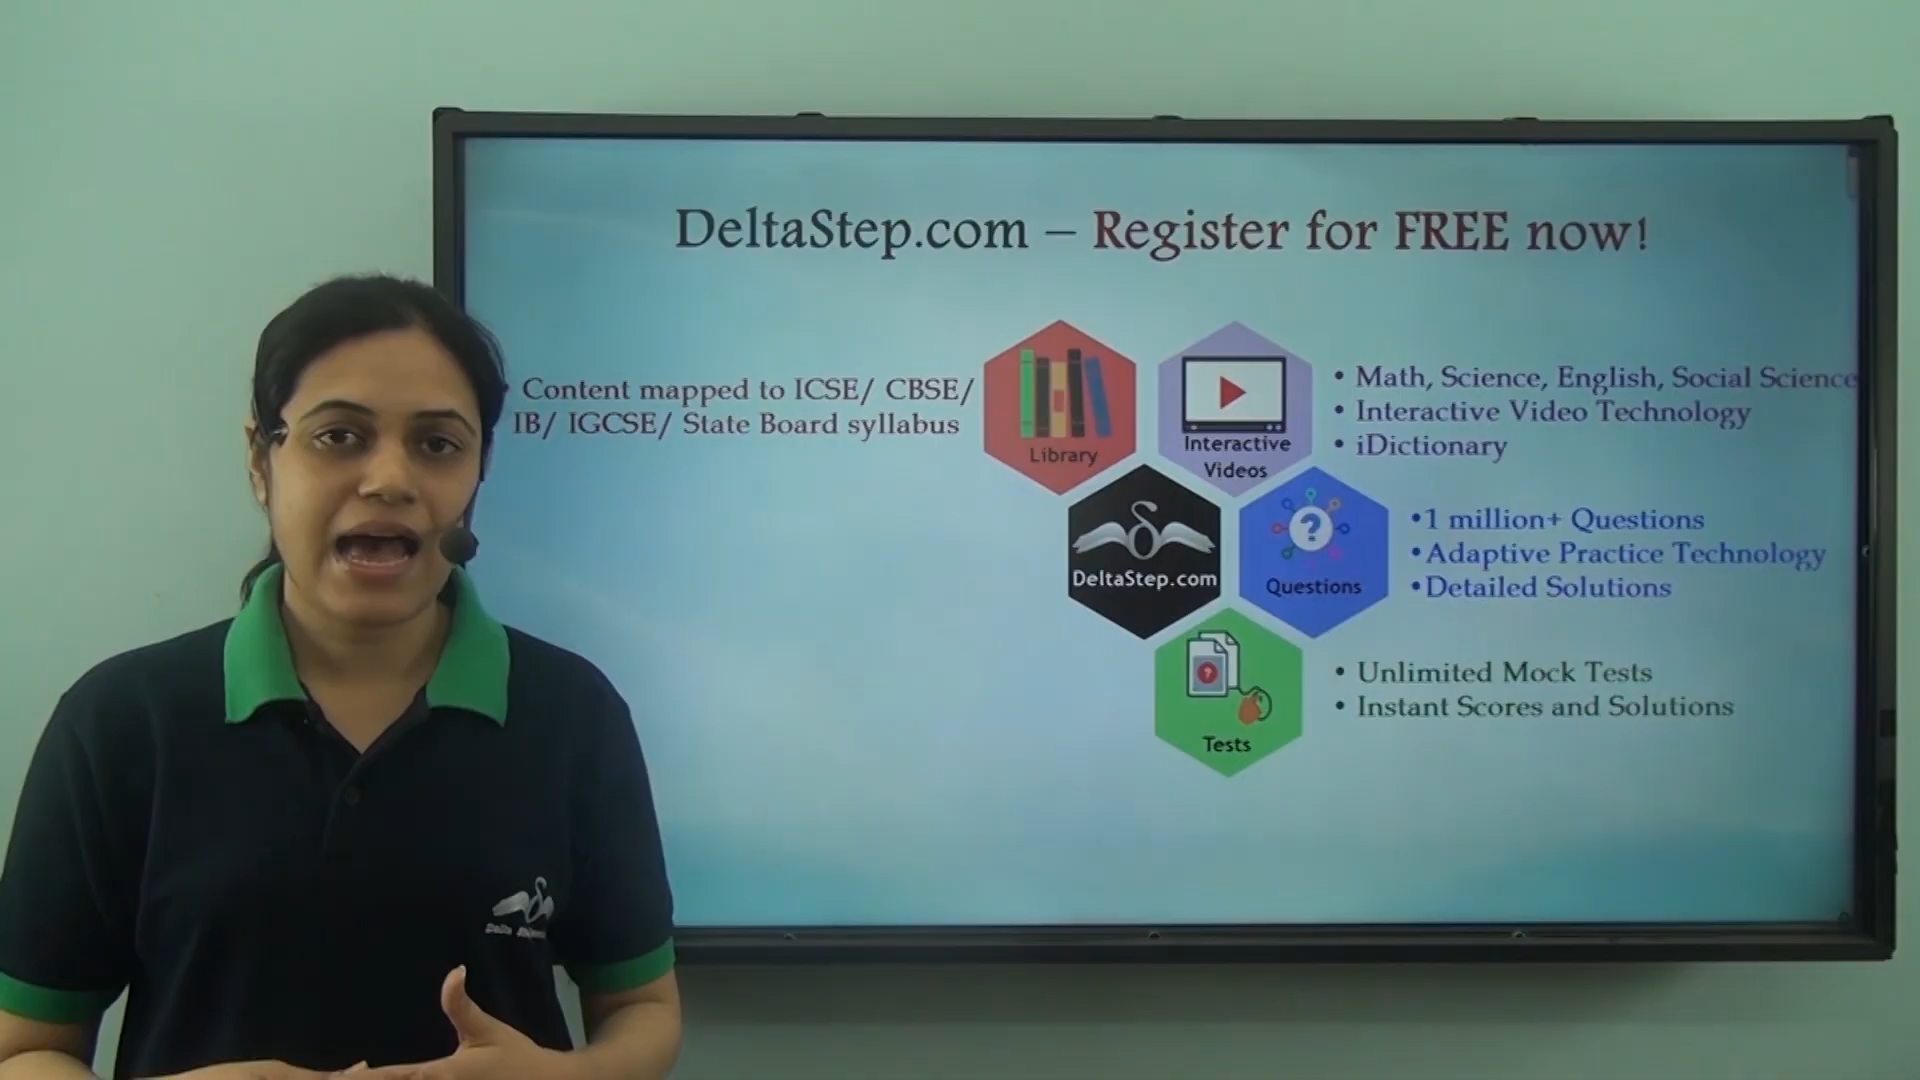 DeltaStep.com – Register for FREE now!
Content mapped to ICSE/ CBSE/
IB/ IGCSE/ State Board syllabus
Library
Interactive
Videos
• Math, Science, English, Social Science
• Interactive Video Technology
• iDictionary
DeltaStep.com
Questions
•1 million+ Questions
•Adaptive Practice Technology
•Detailed Solutions
Tests
• Unlimited Mock Tests
• Instant Scores and Solutions